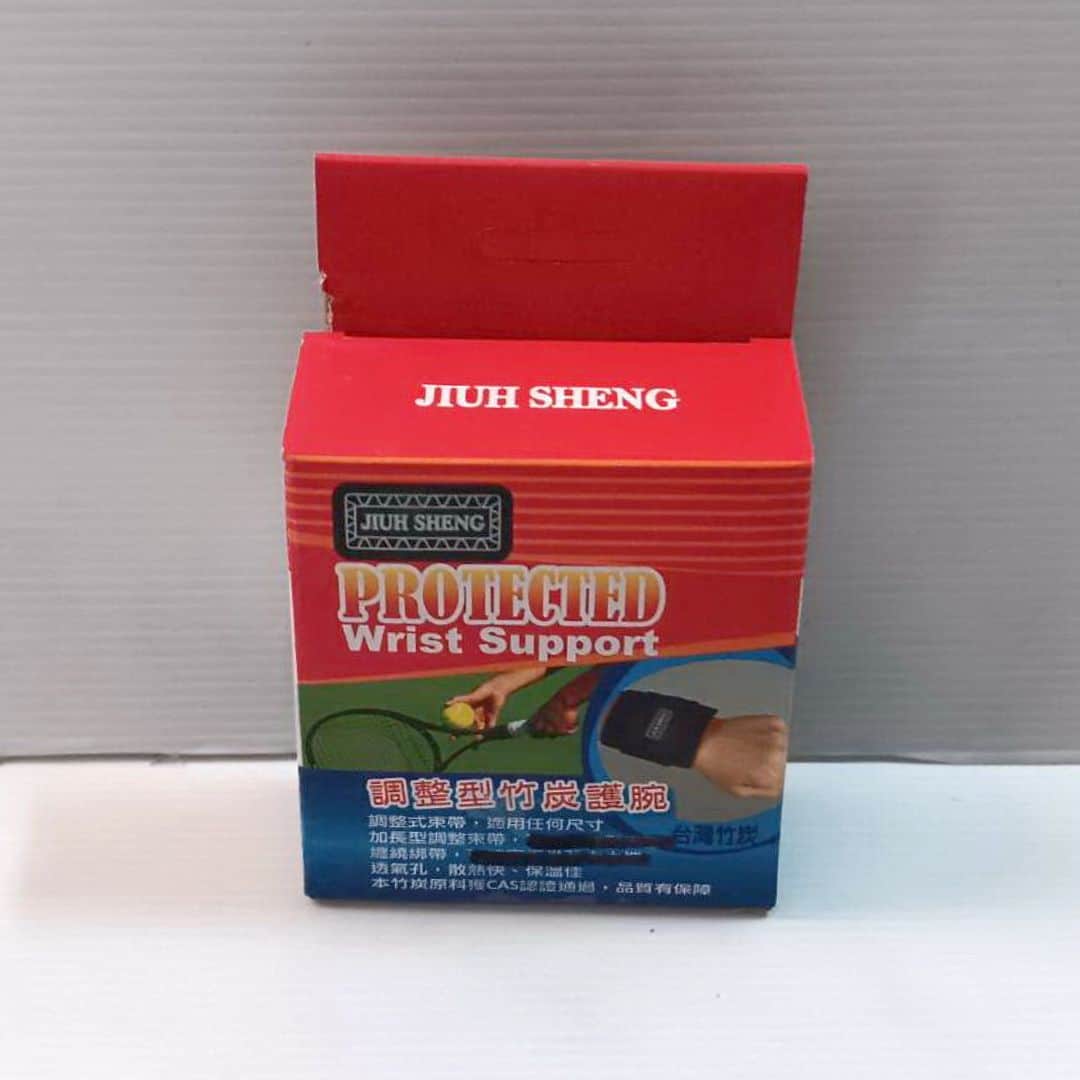 JIUH SHENG
JIUH SHENG
PROTECTED
Wrist Support
調整型竹炭護腕
調整式束帶，適用任何尺寸
加長型調整束帶，
纏繞綁帶，
透氣孔，散熱快、保溫佳
本竹炭原料獲CAS認證通過，品質有保障
台灣竹炭